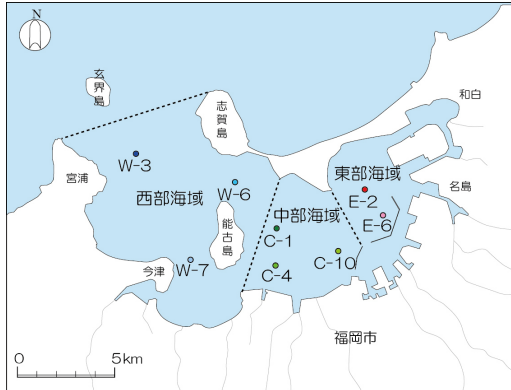 N
玄界島
志賀島
和白
W-3
宮浦
東部海域
名島
W-6
E-2
西部海域
中部海域
E-6
能古島
C-1
今津
W-7
C-4
C-10
福岡市
0
5km